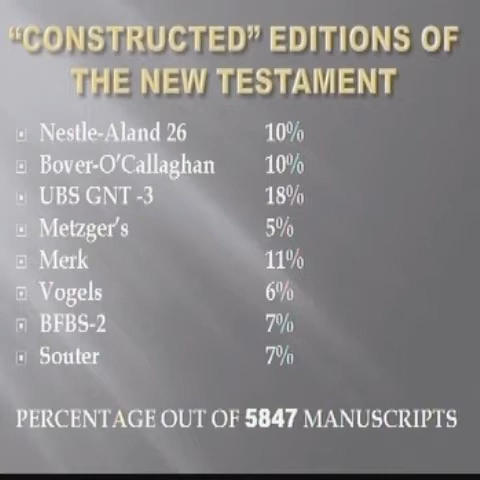 “CONSTRUCTED” EDITIONS OF
THE NEW TESTAMENT
Nestle-Aland 26 10%
Bover-O’Callaghan 10%
UBS GNT -3 18%
Metzger’s 5%
Merk 11%
Vogels 6%
BFBS-2 7%
Souter 7%
PERCENTAGE OUT OF 5847 MANUSCRIPTS